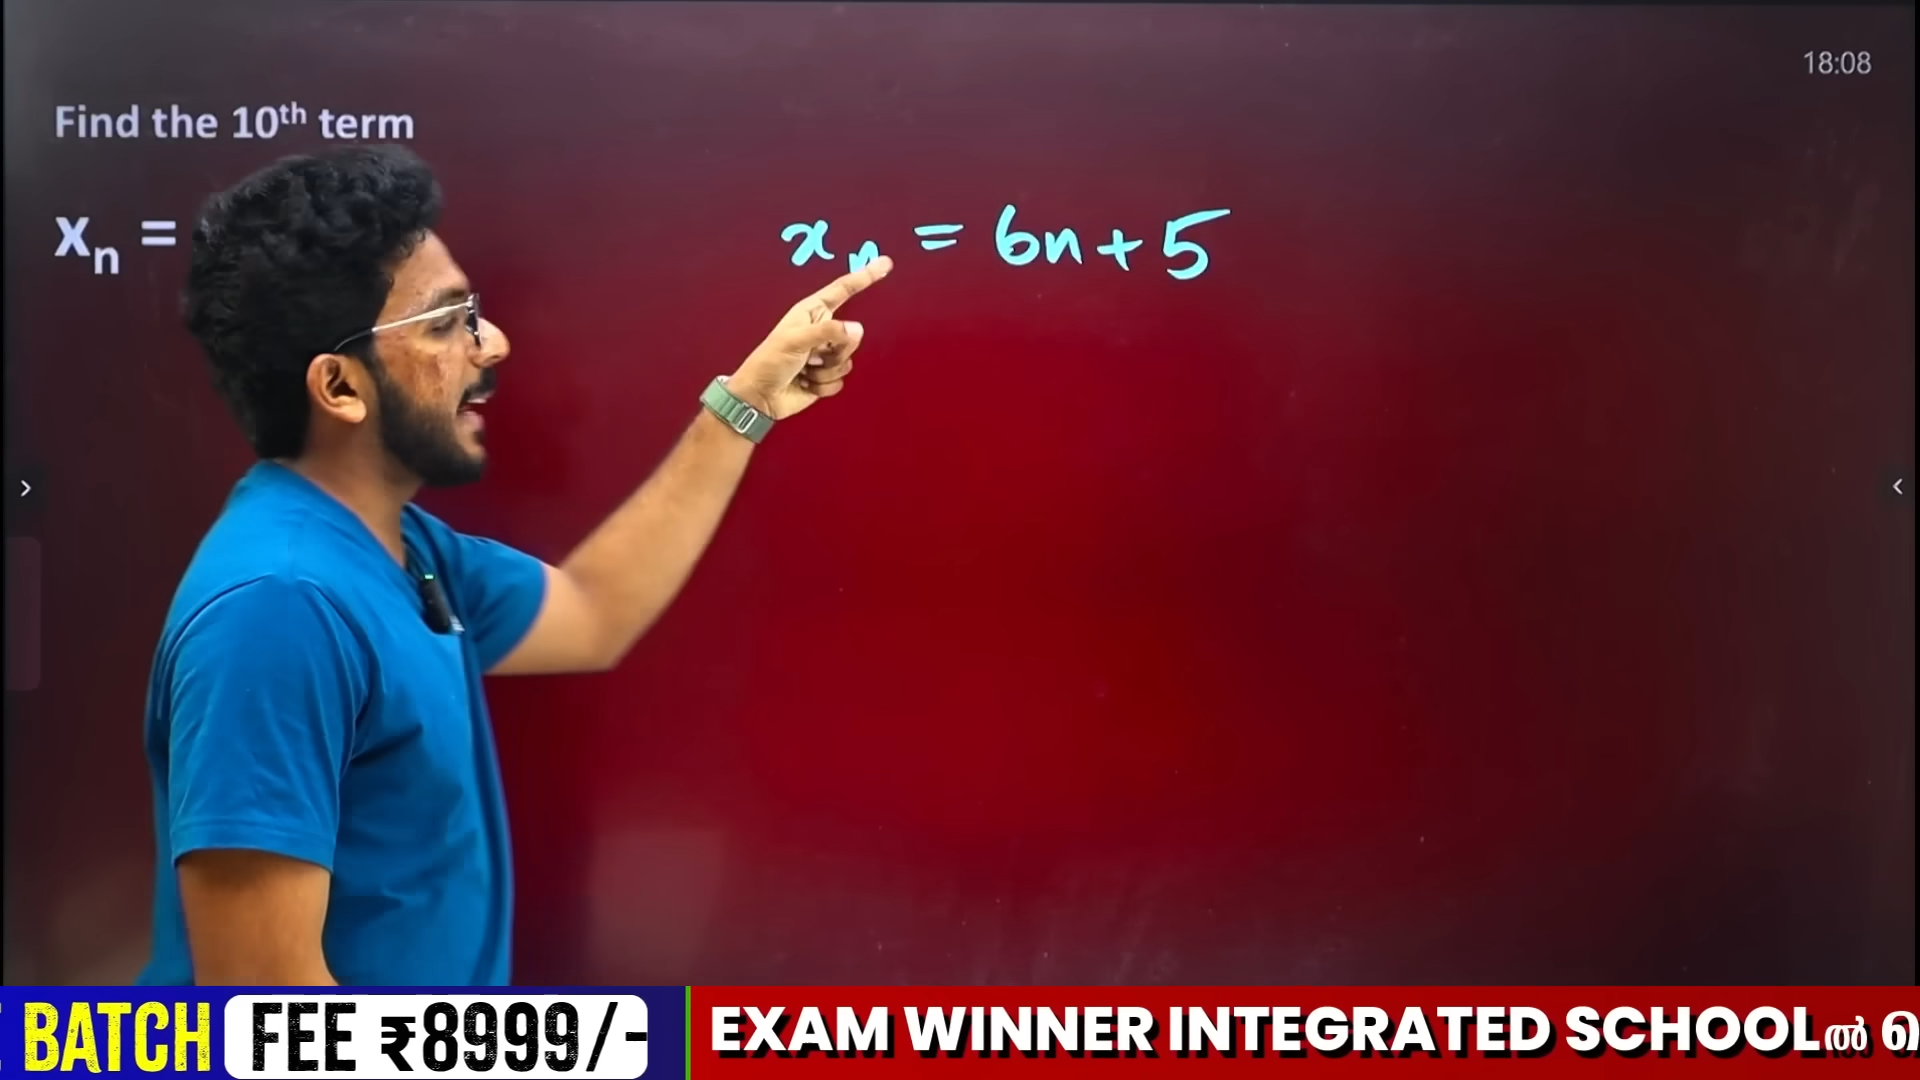 18:08
Find the 10th term
xn =
xn = 6n + 5
BATCH FEE ₹8999/-
EXAM WINNER INTEGRATED SCHOOLൽ